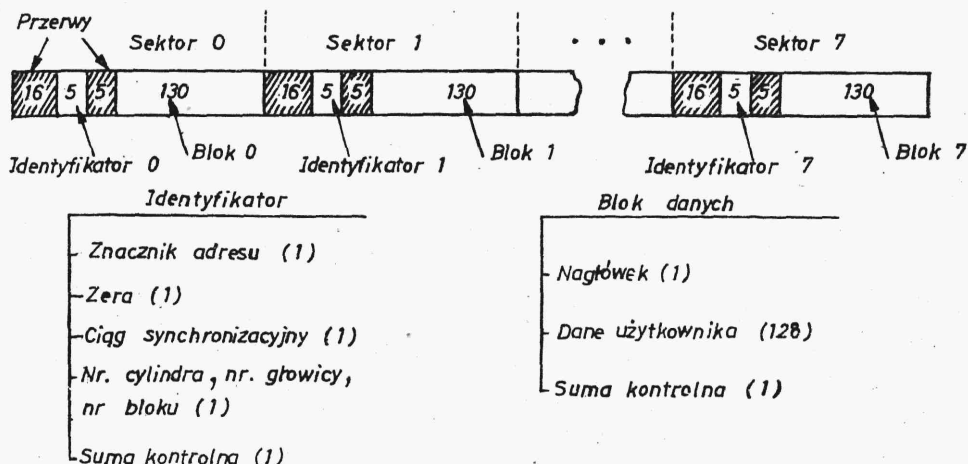 Przerwy
Sektor 0 Sektor 1 . . . Sektor 7
16 5 5 130 16 5 5 130 16 5 5 130
Identyfikator 0 Blok 0 Identyfikator 1 Blok 1 Identyfikator 7 Blok 7
Identyfikator
Znacznik adresu (1)
Zera (1)
Ciąg synchronizacyjny (1)
Nr. cylindra, nr. głowicy,
nr bloku (1)
Suma kontrolna (1)
Blok danych
Nagłówek (1)
Dane użytkownika (128)
Suma kontrolna (1)